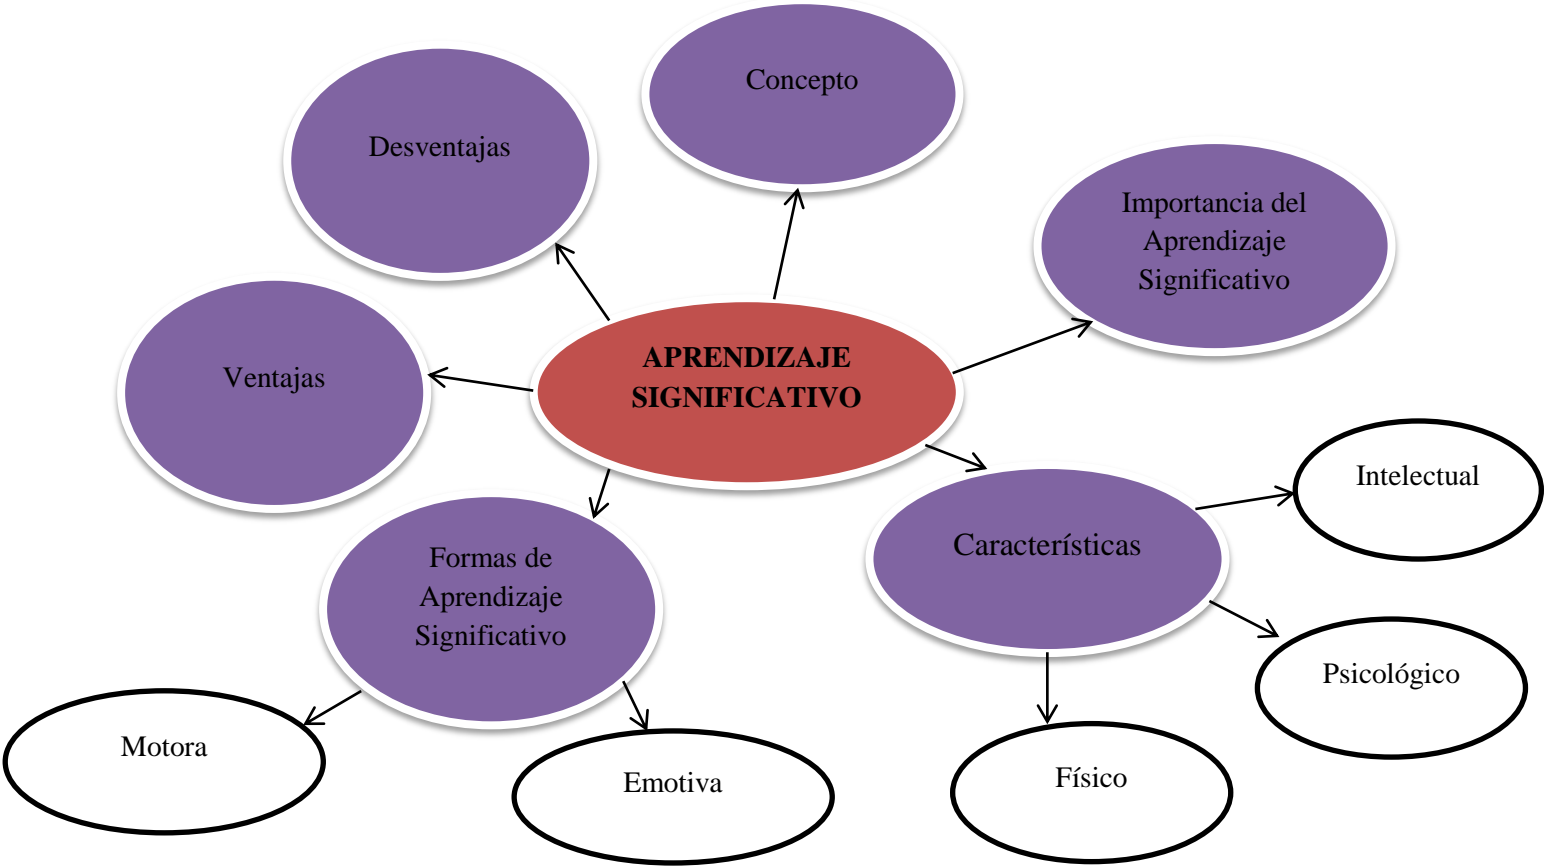 Concepto
Desventajas
Importancia del
Aprendizaje
Significativo
APRENDIZAJE
SIGNIFICATIVO
Ventajas
Intelectual
Características
Formas de
Aprendizaje
Significativo
Psicológico
Motora
Emotiva
Físico